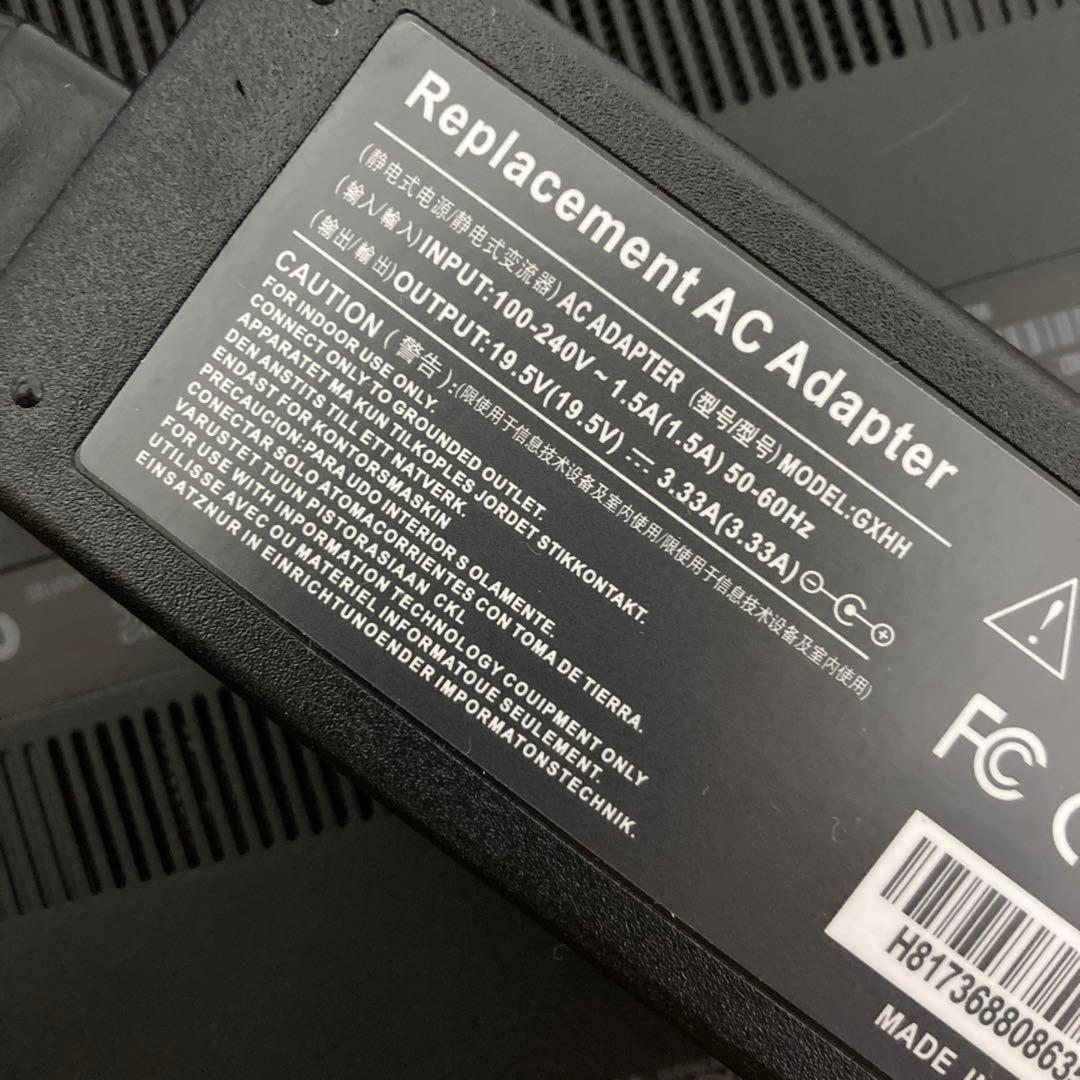 Replacement AC Adapter
(静电式电源/静电式变流器) AC ADAPTER (型号/型号) MODEL:GXHH
(输入/輸入) INPUT:100-240V ~ 1.5A(1.5A) 50-60Hz
(输出/輸出) OUTPUT:19.5V(19.5V) ⎓ 3.33A(3.33A)
CAUTION (警告):(限使用于信息技术设备及室内使用/限使用于信息技术设备及室内使用)
FOR INDOOR USE ONLY.
CONNECT ONLY TO GROUNDED OUTLET.
APPARATET MA KUN TILKOPLES JORDET STIKKONTAKT.
DEN ANSTITS TILL ETT NATVERK
ENDAST FOR KONTORSMASKIN
PRECAUCION:PARA UDO INTERIOR S OLAMENTE.
CONECTAR SOLO ATOMACORRIENTES CON TOMA DE TIERRA.
VARUSTET TUUN PISTORASIAAN CKL
FOR USE WITH INPORMATION TECHNOLOGY COUIPMENT ONLY
UTILISSE AVEC OU MATERIEL INFORMATOUE SEULEMENT.
EINSATZNUR IN EINRICHTUNOENDER IMPORMATONSTECHNIK.
FC
H8173688086
MADE